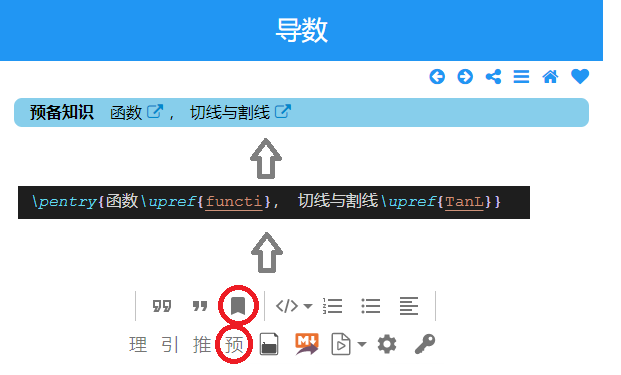 导数
预备知识 函数， 切线与割线
\pentry{函数\upref{functi}， 切线与割线\upref{TanL}}
理 引 推 预 M↓